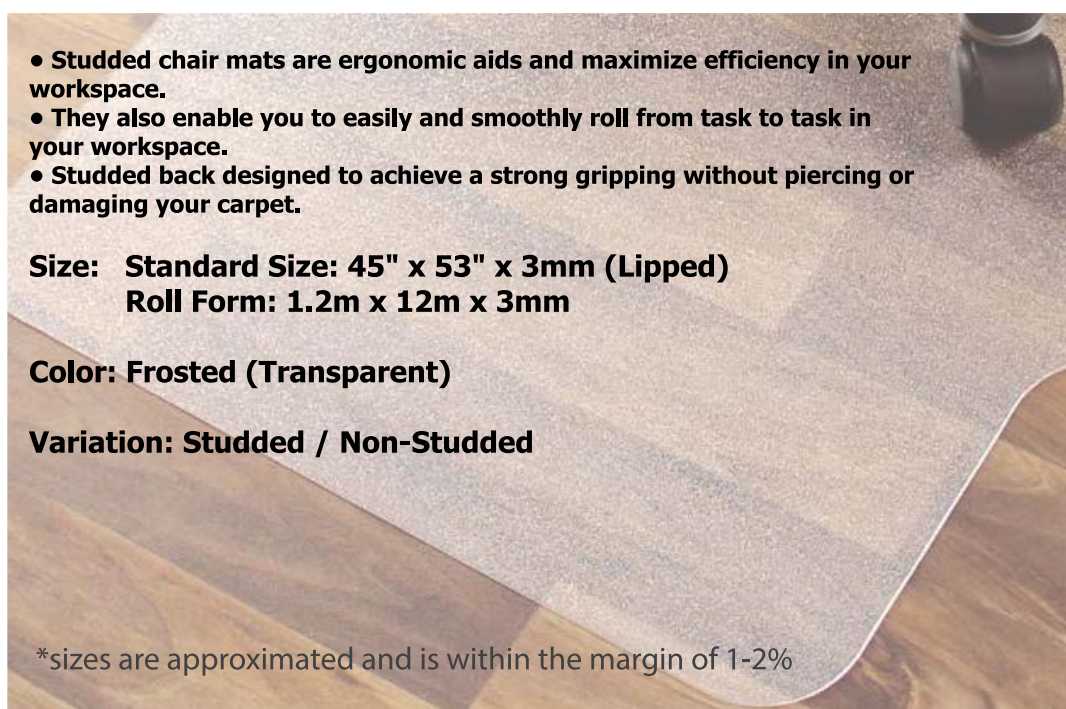 • Studded chair mats are ergonomic aids and maximize efficiency in your
workspace.
• They also enable you to easily and smoothly roll from task to task in
your workspace.
• Studded back designed to achieve a strong gripping without piercing or
damaging your carpet.
Size: Standard Size: 45" x 53" x 3mm (Lipped)
Roll Form: 1.2m x 12m x 3mm
Color: Frosted (Transparent)
Variation: Studded / Non-Studded
*sizes are approximated and is within the margin of 1-2%